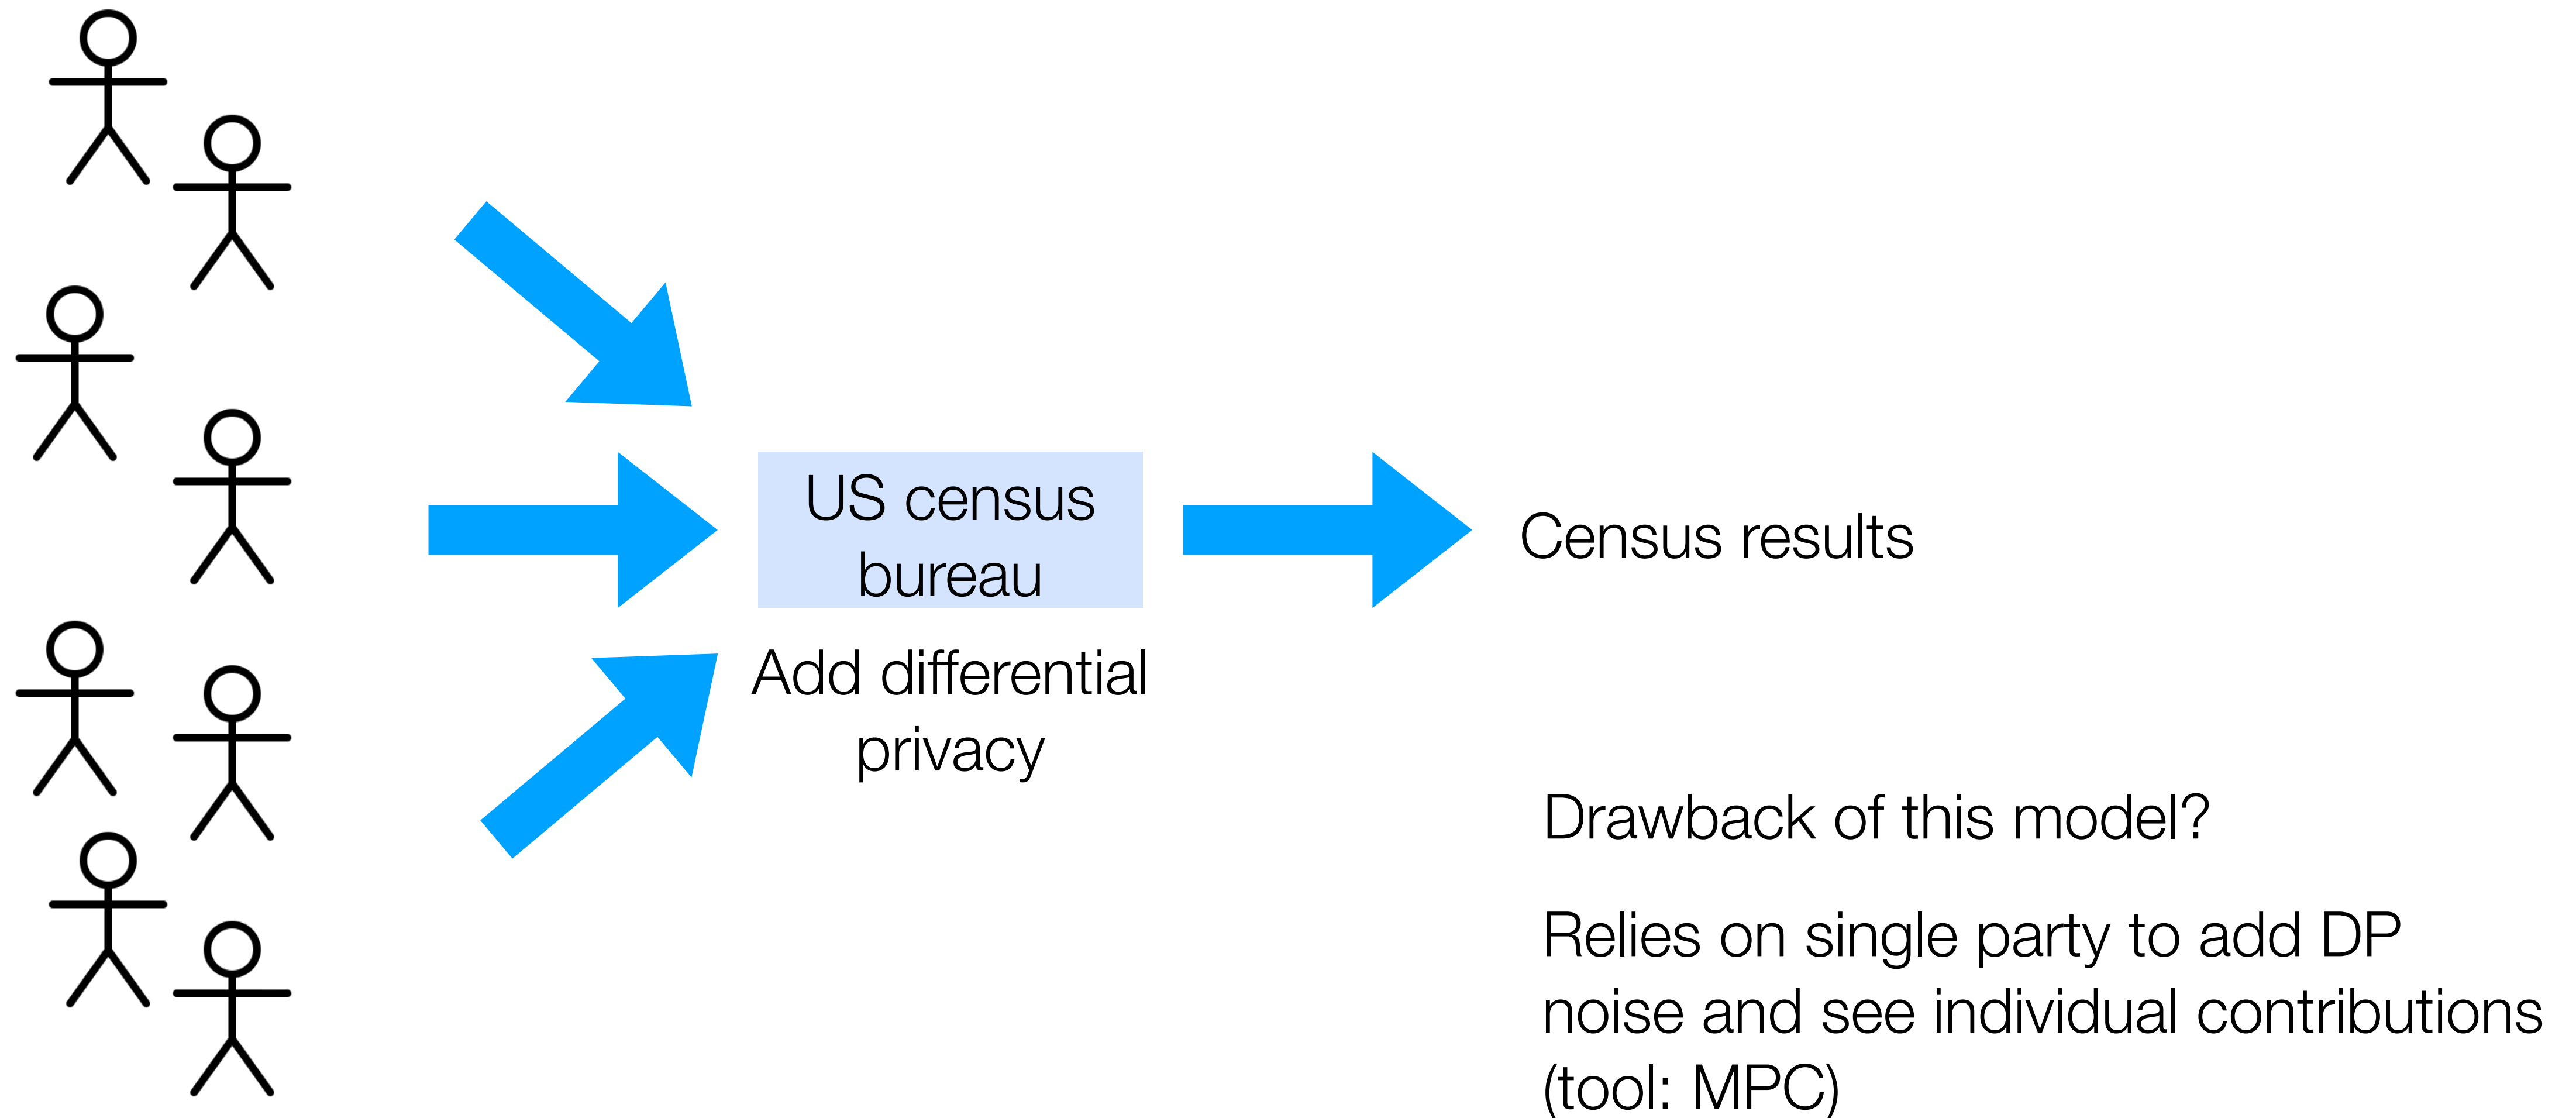 US census
bureau
Add differential
privacy
Census results
Drawback of this model?
Relies on single party to add DP
noise and see individual contributions
(tool: MPC)